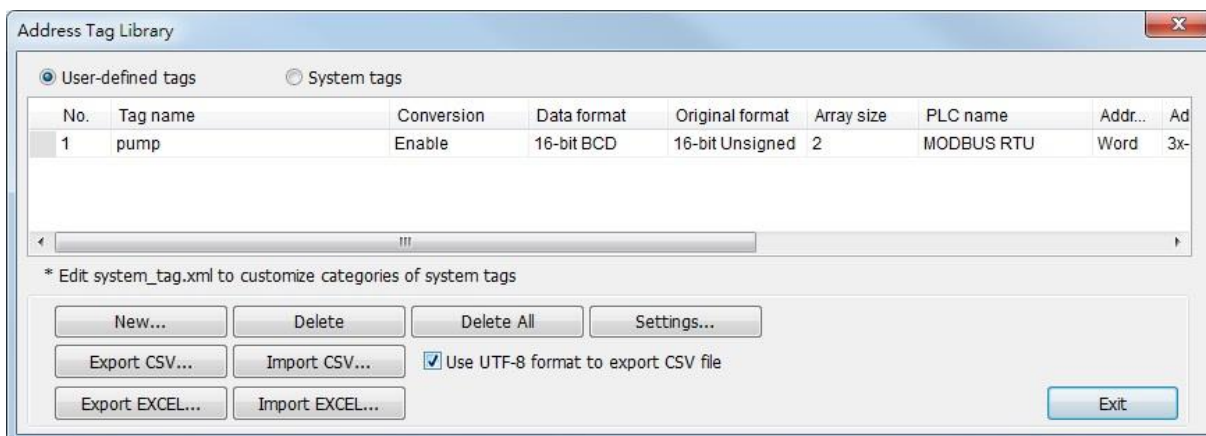 Address Tag Library
User-defined tags System tags
No. Tag name Conversion Data format Original format Array size PLC name Addr... Ad
1 pump Enable 16-bit BCD 16-bit Unsigned 2 MODBUS RTU Word 3x-
* Edit system_tag.xml to customize categories of system tags
New... Delete Delete All Settings...
Export CSV... Import CSV... Use UTF-8 format to export CSV file
Export EXCEL... Import EXCEL... Exit